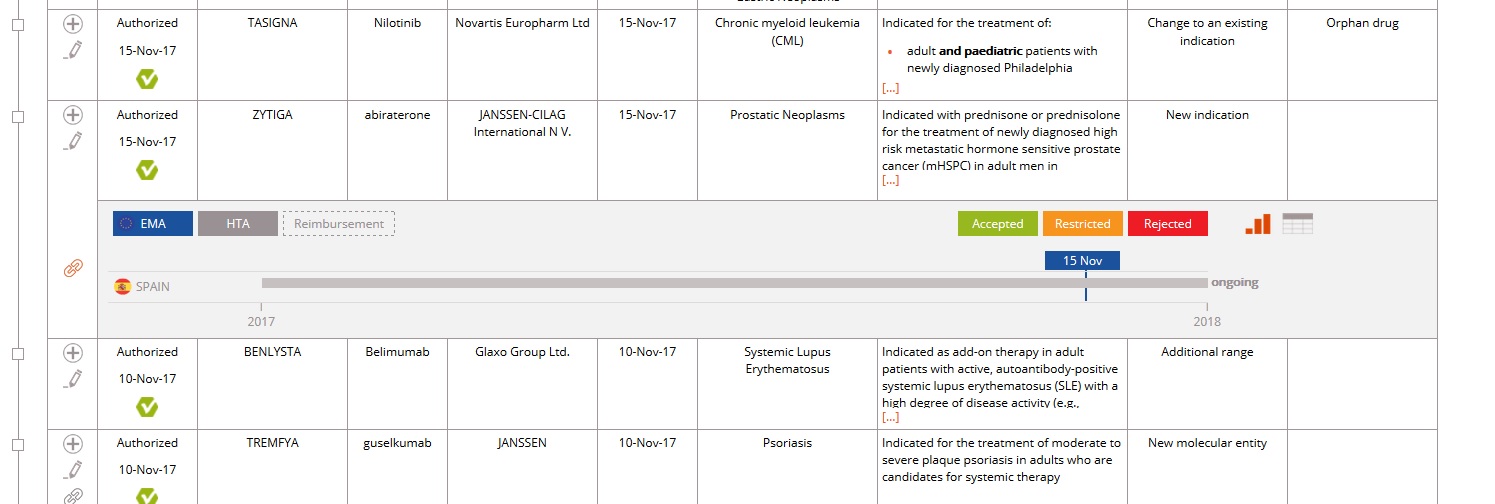 Authorized
15-Nov-17
TASIGNA
Nilotinib
Novartis Europharm Ltd
15-Nov-17
Chronic myeloid leukemia
(CML)
Indicated for the treatment of:
• adult and paediatric patients with
newly diagnosed Philadelphia
[...]
Change to an existing
indication
Orphan drug
Authorized
15-Nov-17
ZYTIGA
abiraterone
JANSSEN-CILAG
International N V.
15-Nov-17
Prostatic Neoplasms
Indicated with prednisone or prednisolone
for the treatment of newly diagnosed high
risk metastatic hormone sensitive prostate
cancer (mHSPC) in adult men in
[...]
New indication
EMA
HTA
Reimbursement
Accepted
Restricted
Rejected
15 Nov
SPAIN
ongoing
2017
2018
Authorized
10-Nov-17
BENLYSTA
Belimumab
Glaxo Group Ltd.
10-Nov-17
Systemic Lupus
Erythematosus
Indicated as add-on therapy in adult
patients with active, autoantibody-positive
systemic lupus erythematosus (SLE) with a
high degree of disease activity (e.g.,
[...]
Additional range
Authorized
10-Nov-17
TREMFYA
guselkumab
JANSSEN
10-Nov-17
Psoriasis
Indicated for the treatment of moderate to
severe plaque psoriasis in adults who are
candidates for systemic therapy
New molecular entity